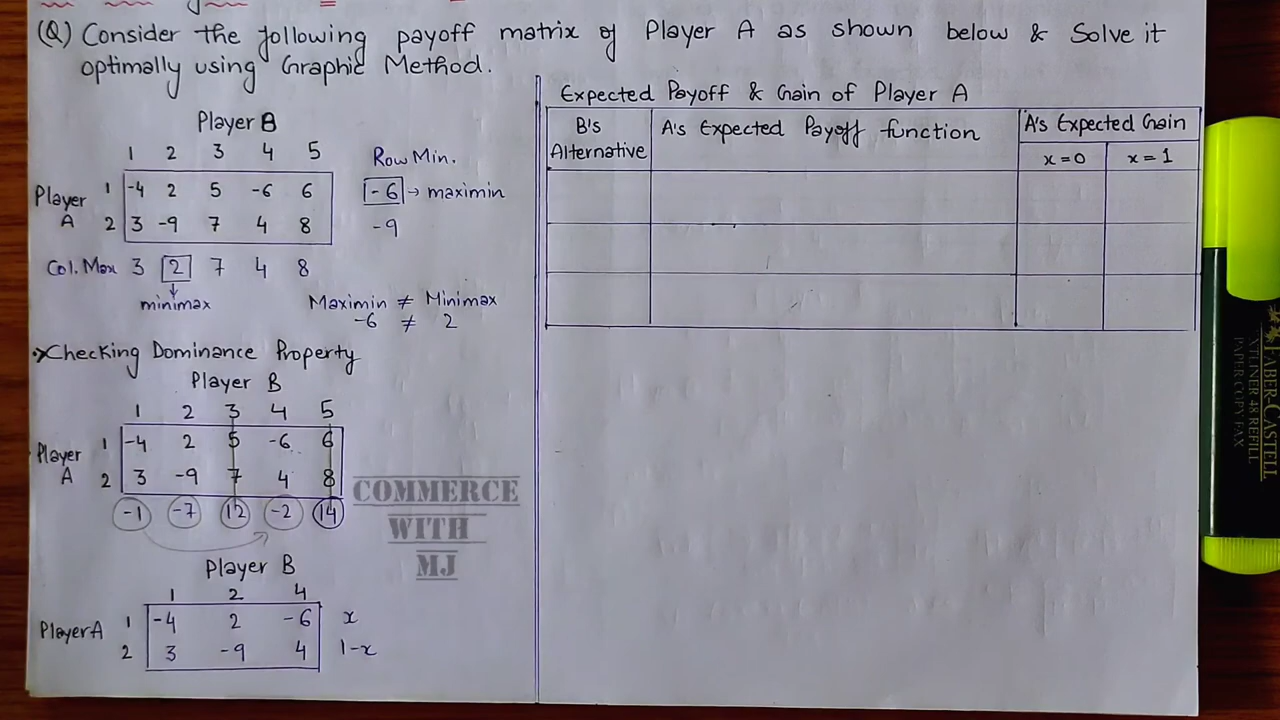 (Q) Consider the following payoff matrix of Player A as shown below & Solve it
optimally using Graphic Method.
Player B
1 2 3 4 5 Row Min.
Player A 1 -4 2 5 -6 6 -6 → maximin
2 3 -9 7 4 8 -9
Col. Max 3 2 7 4 8
minimax
Maximin ≠ Minimax
-6 ≠ 2
Checking Dominance Property
Player B
1 2 3 4 5
Player A 1 -4 2 5 -6 6
2 3 -9 7 4 8
-1 -7 12 -2 14
Player B
1 2 4
Player A 1 -4 2 -6 x
2 3 -9 4 1-x
COMMERCE
WITH
MJ
Expected Payoff & Gain of Player A
B's Alternative
A's Expected Payoff function
A's Expected Gain
x=0 x=1
FABER-CASTELL
XTLINER 48 REFILL
PAPER COPY FAX